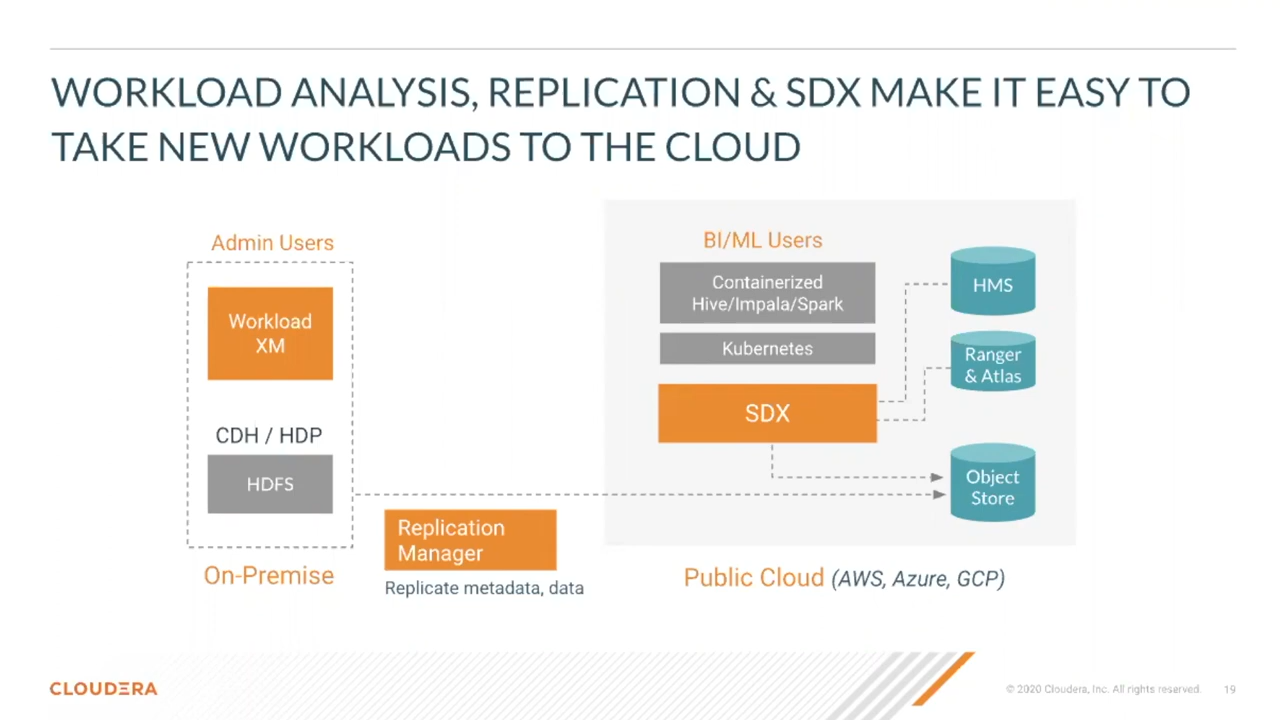 WORKLOAD ANALYSIS, REPLICATION & SDX MAKE IT EASY TO
TAKE NEW WORKLOADS TO THE CLOUD
Admin Users
Workload
XM
CDH / HDP
HDFS
On-Premise
Replication
Manager
Replicate metadata, data
BI/ML Users
Containerized
Hive/Impala/Spark
Kubernetes
SDX
HMS
Ranger
& Atlas
Object
Store
Public Cloud (AWS, Azure, GCP)
CLOUDERA
© 2020 Cloudera, Inc. All rights reserved. 19